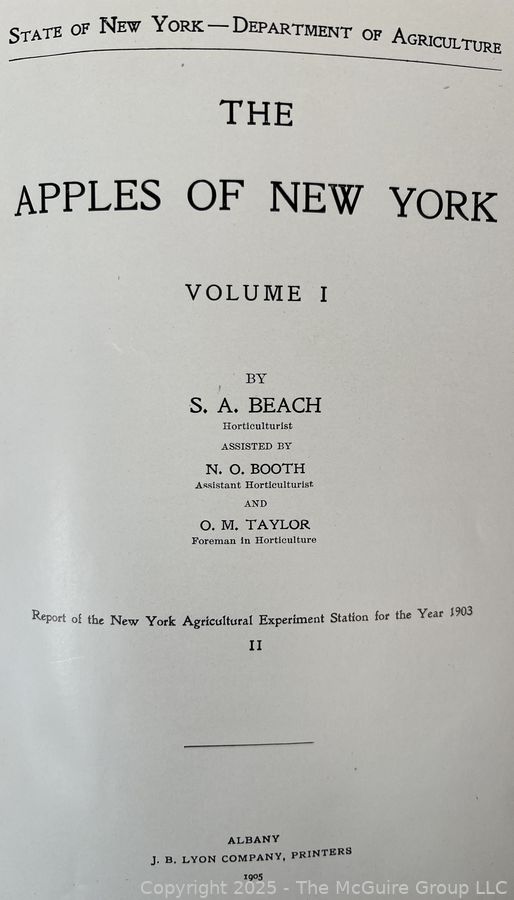 STATE OF NEW YORK—DEPARTMENT OF AGRICULTURE
THE
APPLES OF NEW YORK
VOLUME I
BY
S. A. BEACH
Horticulturist
ASSISTED BY
N. O. BOOTH
Assistant Horticulturist
AND
O. M. TAYLOR
Foreman in Horticulture
Report of the New York Agricultural Experiment Station for the Year 1903
II
ALBANY
J. B. LYON COMPANY, PRINTERS
1905
Copyright 2025 - The McGuire Group LLC